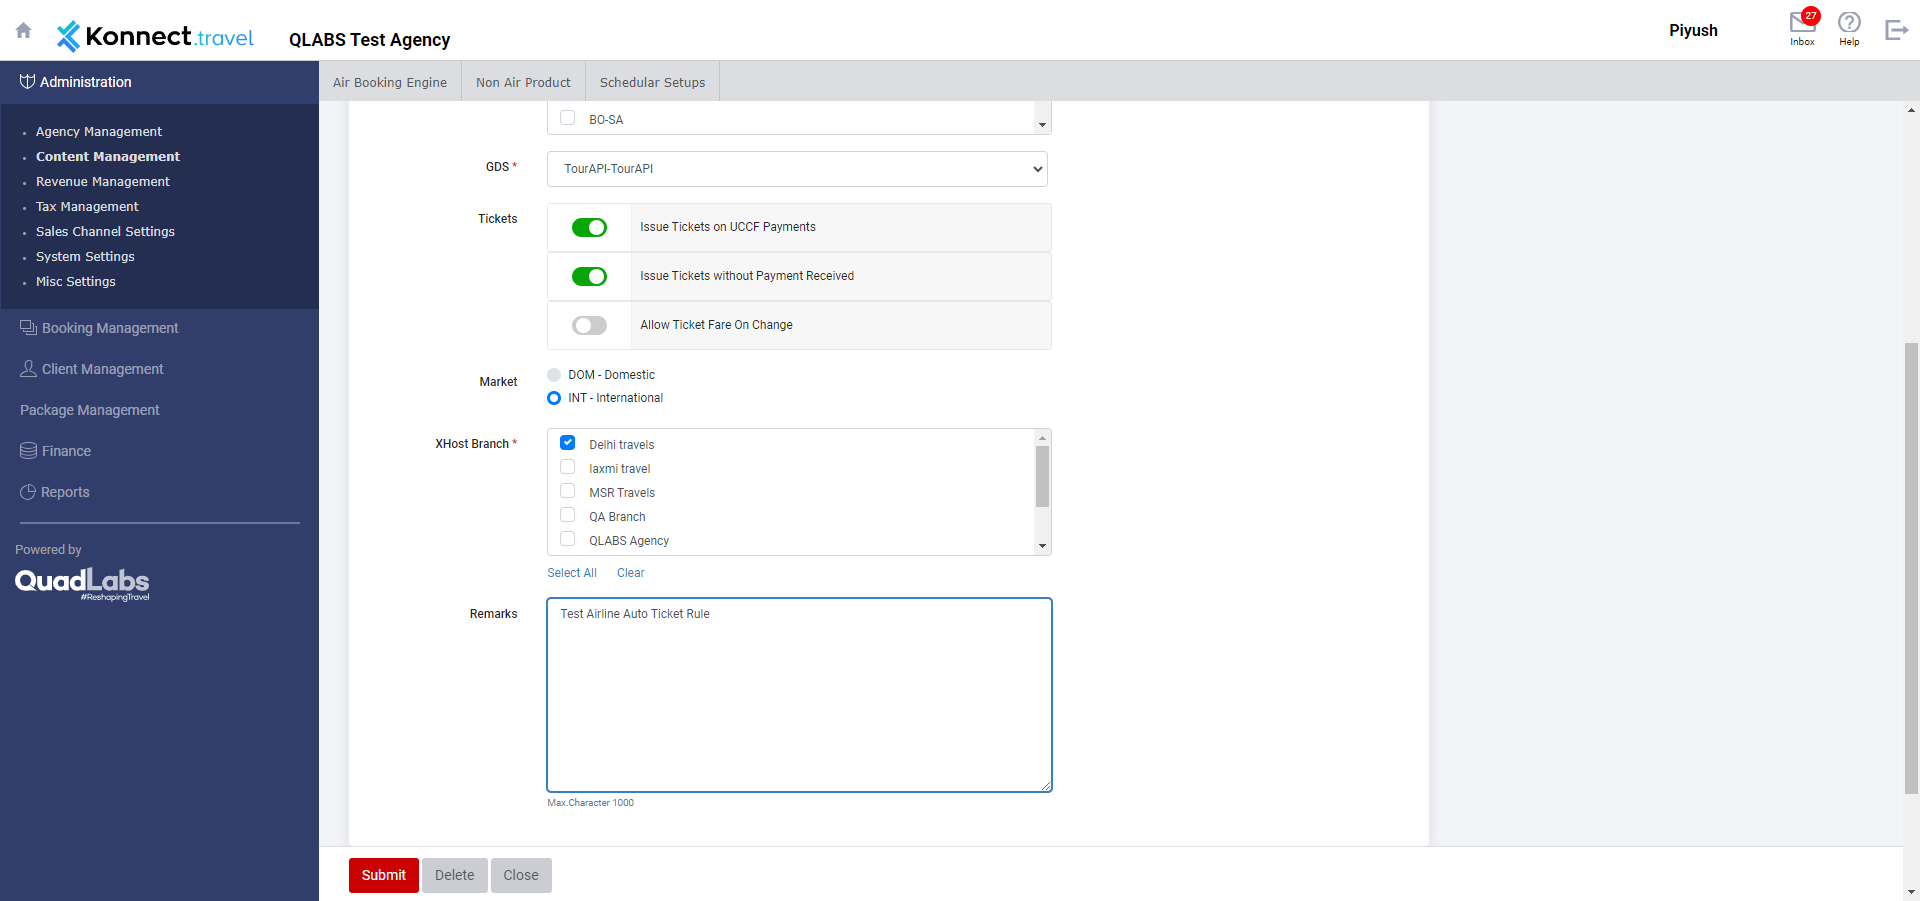 Konnect.travel
QLABS Test Agency
Piyush
27
Inbox
Help
Administration
Air Booking Engine
Non Air Product
Schedular Setups
Agency Management
Content Management
Revenue Management
Tax Management
Sales Channel Settings
System Settings
Misc Settings
Booking Management
Client Management
Package Management
Finance
Reports
Powered by
QuadLabs
#ReshapingTravel
BO-SA
GDS *
TourAPI-TourAPI
Tickets
Issue Tickets on UCCF Payments
Issue Tickets without Payment Received
Allow Ticket Fare On Change
Market
DOM - Domestic
INT - International
XHost Branch *
Delhi travels
laxmi travel
MSR Travels
QA Branch
QLABS Agency
Select All
Clear
Remarks
Test Airline Auto Ticket Rule
Max.Character 1000
Submit
Delete
Close